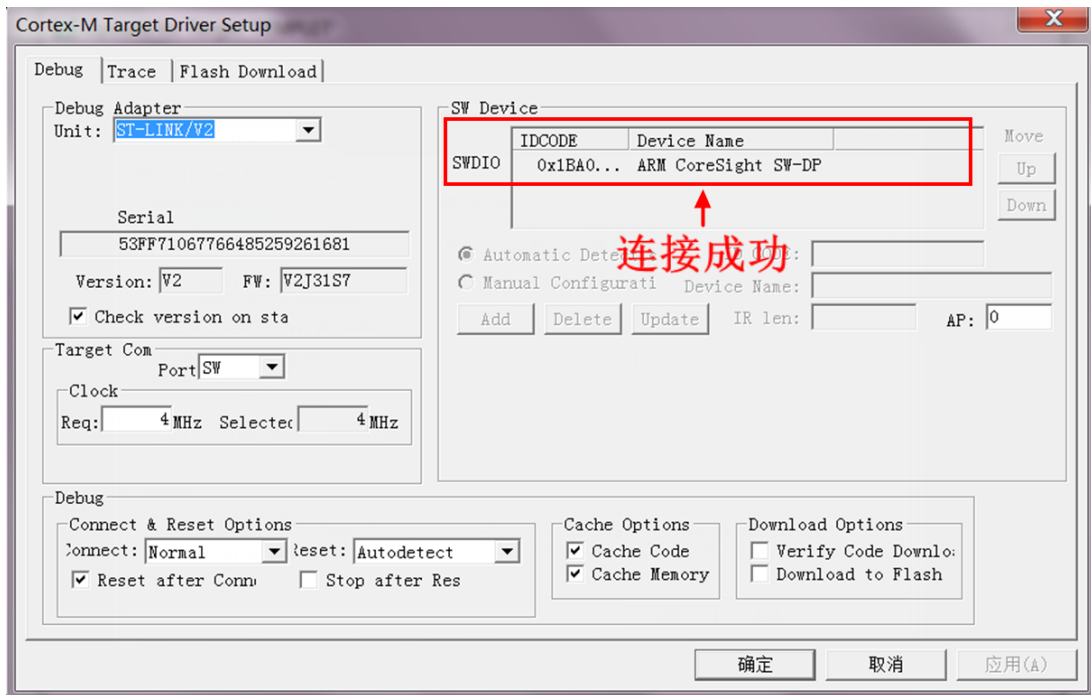 Cortex-M Target Driver Setup
Debug Trace Flash Download
Debug Adapter
Unit: ST-LINK/V2
Serial
53FF71067766485259261681
Version: V2 FW: V2J31S7
Check version on sta
Target Com
Port SW
Clock
Req: 4 MHz Selected 4 MHz
SW Device
IDCODE Device Name
SWDIO 0x1BA0... ARM CoreSight SW-DP
Move
Up
Down
连接成功
Automatic Detec CODE:
Manual Configurati Device Name:
Add Delete Update IR len: AP: 0
Debug
Connect & Reset Options
Connect: Normal Reset: Autodetect
Reset after Conn Stop after Res
Cache Options
Cache Code
Cache Memory
Download Options
Verify Code Downlo
Download to Flash
确定 取消 应用(A)